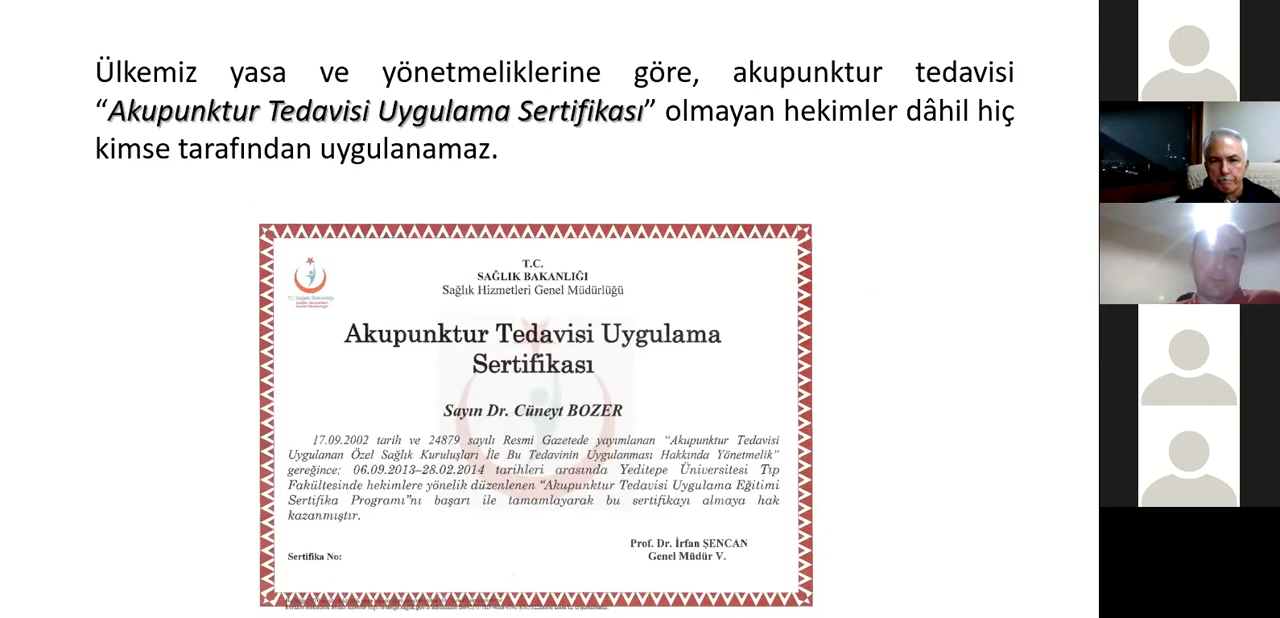 Ülkemiz yasa ve yönetmeliklerine göre, akupunktur tedavisi
“Akupunktur Tedavisi Uygulama Sertifikası” olmayan hekimler dâhil hiç
kimse tarafından uygulanamaz.
T.C.
SAĞLIK BAKANLIĞI
Sağlık Hizmetleri Genel Müdürlüğü
Akupunktur Tedavisi Uygulama
Sertifikası
Sayın Dr. Cüneyt BOZER
17.09.2002 tarih ve 24879 sayılı Resmi Gazetede yayımlanan “Akupunktur Tedavisi
Uygulanan Özel Sağlık Kuruluşları İle Bu Tedavinin Uygulanması Hakkında Yönetmelik”
gereğince; 06.09.2013–28.02.2014 tarihleri arasında Yeditepe Üniversitesi Tıp
Fakültesinde hekimlere yönelik düzenlenen “Akupunktur Tedavisi Uygulama Eğitimi
Sertifika Programı”nı başarı ile tamamlayarak bu sertifikayı almaya hak
kazanmıştır.
Prof. Dr. İrfan ŞENCAN
Genel Müdür V.
Sertifika No: